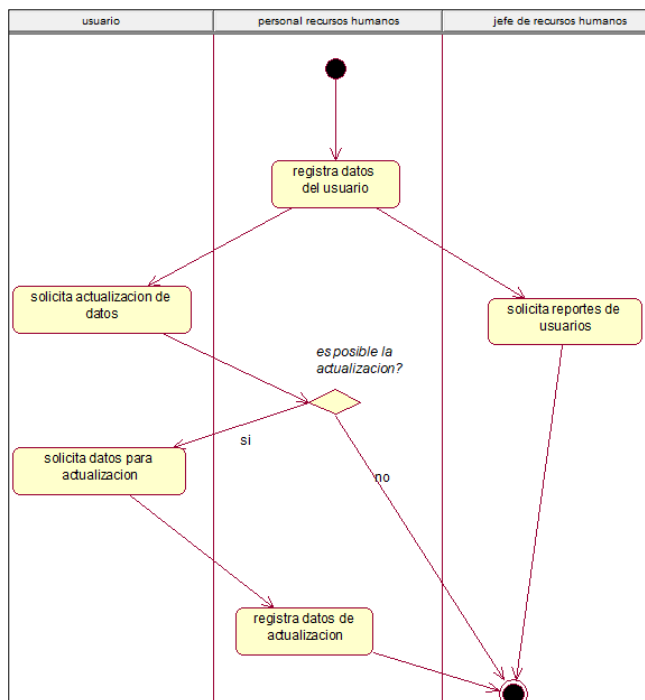 usuario
personal recursos humanos
jefe de recursos humanos
registra datos
del usuario
solicita actualizacion de
datos
solicita reportes de
usuarios
es posible la
actualizacion?
si
solicita datos para
actualizacion
no
registra datos de
actualizacion